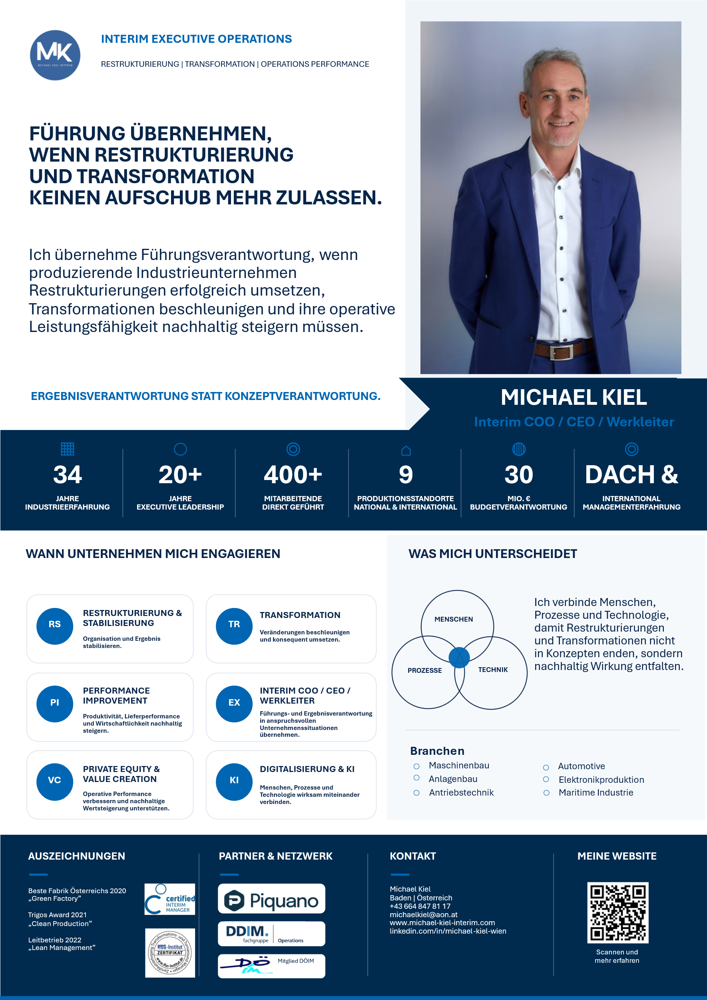 MK
MICHAEL KIEL INTERIM
INTERIM EXECUTIVE OPERATIONS
RESTRUKTURIERUNG | TRANSFORMATION | OPERATIONS PERFORMANCE
FÜHRUNG ÜBERNEHMEN,
WENN RESTRUKTURIERUNG
UND TRANSFORMATION
KEINEN AUFSCHUB MEHR ZULASSEN.
Ich übernehme Führungsverantwortung, wenn
produzierende Industrieunternehmen
Restrukturierungen erfolgreich umsetzen,
Transformationen beschleunigen und ihre operative
Leistungsfähigkeit nachhaltig steigern müssen.
ERGEBNISVERANTWORTUNG STATT KONZEPTVERANTWORTUNG.
MICHAEL KIEL
Interim COO / CEO / Werkleiter
34
JAHRE
INDUSTRIEERFAHRUNG
20+
JAHRE
EXECUTIVE LEADERSHIP
400+
MITARBEITENDE
DIREKT GEFÜHRT
9
PRODUKTIONSSTANDORTE
NATIONAL & INTERNATIONAL
30
MIO. €
BUDGETVERANTWORTUNG
DACH &
INTERNATIONAL
MANAGEMENTERFAHRUNG
WANN UNTERNEHMEN MICH ENGAGIEREN
RS
RESTRUKTURIERUNG &
STABILISIERUNG
Organisation und Ergebnis
stabilisieren.
TR
TRANSFORMATION
Veränderungen beschleunigen
und konsequent umsetzen.
PI
PERFORMANCE
IMPROVEMENT
Produktivität, Lieferperformance
und Wirtschaftlichkeit nachhaltig
steigern.
EX
INTERIM COO / CEO /
WERKLEITER
Führungs- und Ergebnisverantwortung
in anspruchsvollen
Unternehmenssituationen
übernehmen.
VC
PRIVATE EQUITY &
VALUE CREATION
Operative Performance
verbessern und nachhaltige
Wertsteigerung unterstützen.
KI
DIGITALISIERUNG & KI
Menschen, Prozesse und
Technologie wirksam miteinander
verbinden.
WAS MICH UNTERSCHEIDET
MENSCHEN
PROZESSE
TECHNIK
Ich verbinde Menschen,
Prozesse und Technologie,
damit Restrukturierungen
und Transformationen nicht
in Konzepten enden, sondern
nachhaltig Wirkung entfalten.
Branchen
Maschinenbau
Anlagenbau
Antriebstechnik
Automotive
Elektronikproduktion
Maritime Industrie
AUSZEICHNUNGEN
Beste Fabrik Österreichs 2020
„Green Factory”
Trigos Award 2021
„Clean Production”
Leitbetrieb 2022
„Lean Management”
certified
INTERIM
MANAGER
Zertifikatslehrgang Transformations- und Turnaround Manager
IfUS-Institut
ZERTIFIKAT
www.ifus-institut.de
Zertifikat
PARTNER & NETZWERK
Piquano
DDIM.
fachgruppe
Operations
DÖIM
Mitglied DÖIM
KONTAKT
Michael Kiel
Baden | Österreich
+43 664 847 81 17
michaelkiel@aon.at
www.michael-kiel-interim.com
linkedin.com/in/michael-kiel-wien
MEINE WEBSITE
Scannen und
mehr erfahren